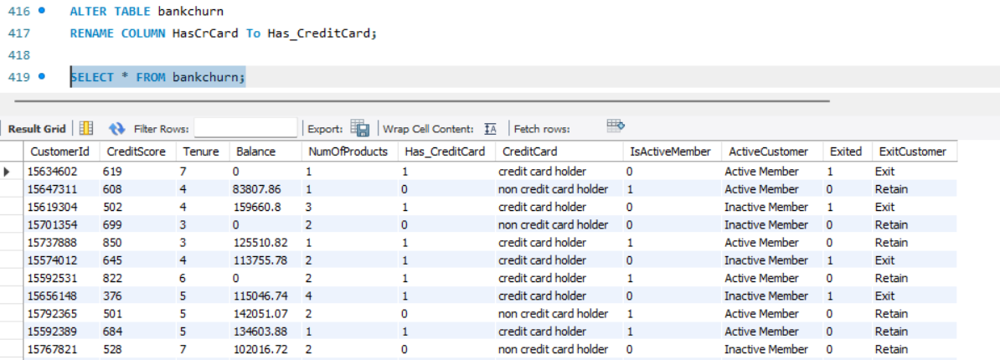 416 ALTER TABLE bankchurn
417 RENAME COLUMN HasCrCard To Has_CreditCard;
418
419 SELECT * FROM bankchurn;
Result Grid Filter Rows: Export: Wrap Cell Content: IA Fetch rows:
CustomerId CreditScore Tenure Balance NumOfProducts Has_CreditCard CreditCard IsActiveMember ActiveCustomer Exited ExitCustomer
15634602 619 7 0 1 1 credit card holder 0 Active Member 1 Exit
15647311 608 4 83807.86 1 0 non credit card holder 1 Active Member 0 Retain
15619304 502 4 159660.8 3 1 credit card holder 0 Inactive Member 1 Exit
15701354 699 3 0 2 0 non credit card holder 0 Inactive Member 0 Retain
15737888 850 3 125510.82 1 1 credit card holder 1 Active Member 0 Retain
15574012 645 4 113755.78 2 1 credit card holder 0 Inactive Member 1 Exit
15592531 822 6 0 2 1 credit card holder 1 Active Member 0 Retain
15656148 376 5 115046.74 4 1 credit card holder 0 Inactive Member 1 Exit
15792365 501 5 142051.07 2 0 non credit card holder 1 Active Member 0 Retain
15592389 684 5 134603.88 1 1 credit card holder 1 Active Member 0 Retain
15767821 528 7 102016.72 2 0 non credit card holder 0 Inactive Member 0 Retain